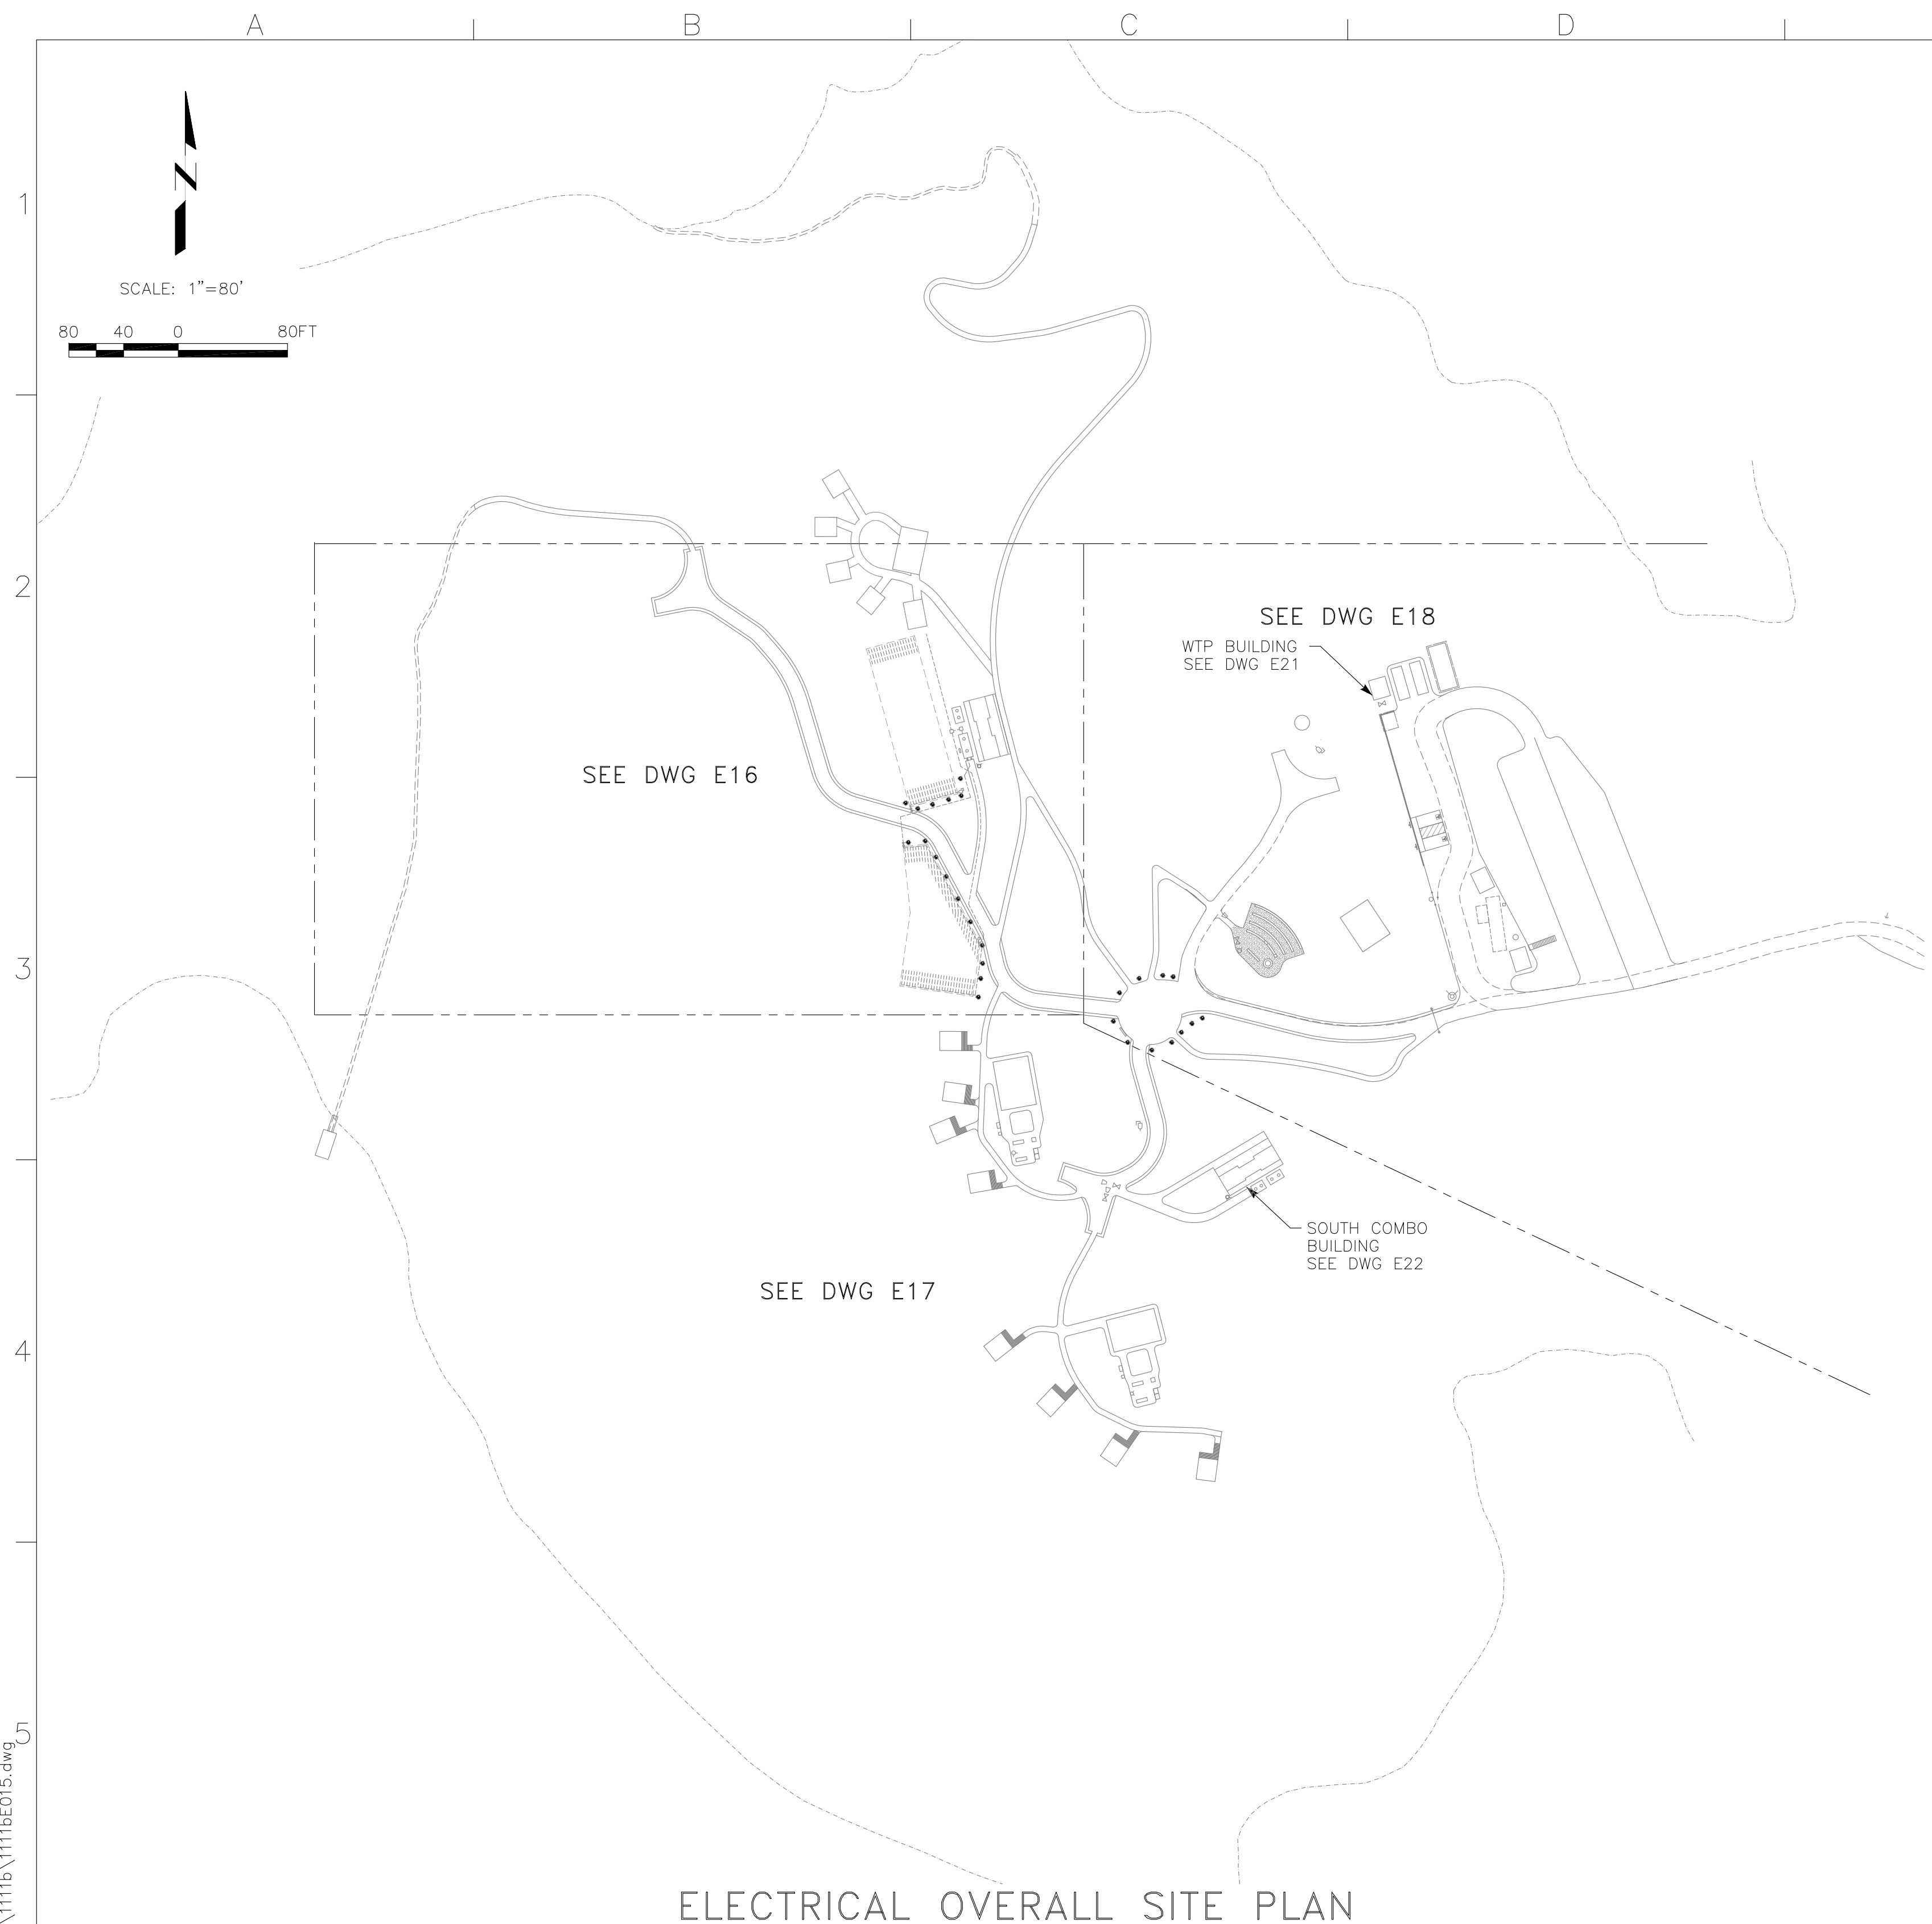 A
B
C
D
1
N
SCALE: 1"=80'
80 40 0 80FT
2
SEE DWG E18
WTP BUILDING
SEE DWG E21
SEE DWG E16
3
SOUTH COMBO
BUILDING
SEE DWG E22
SEE DWG E17
4
5
\1111b\1111bE015.dwg
ELECTRICAL OVERALL SITE PLAN